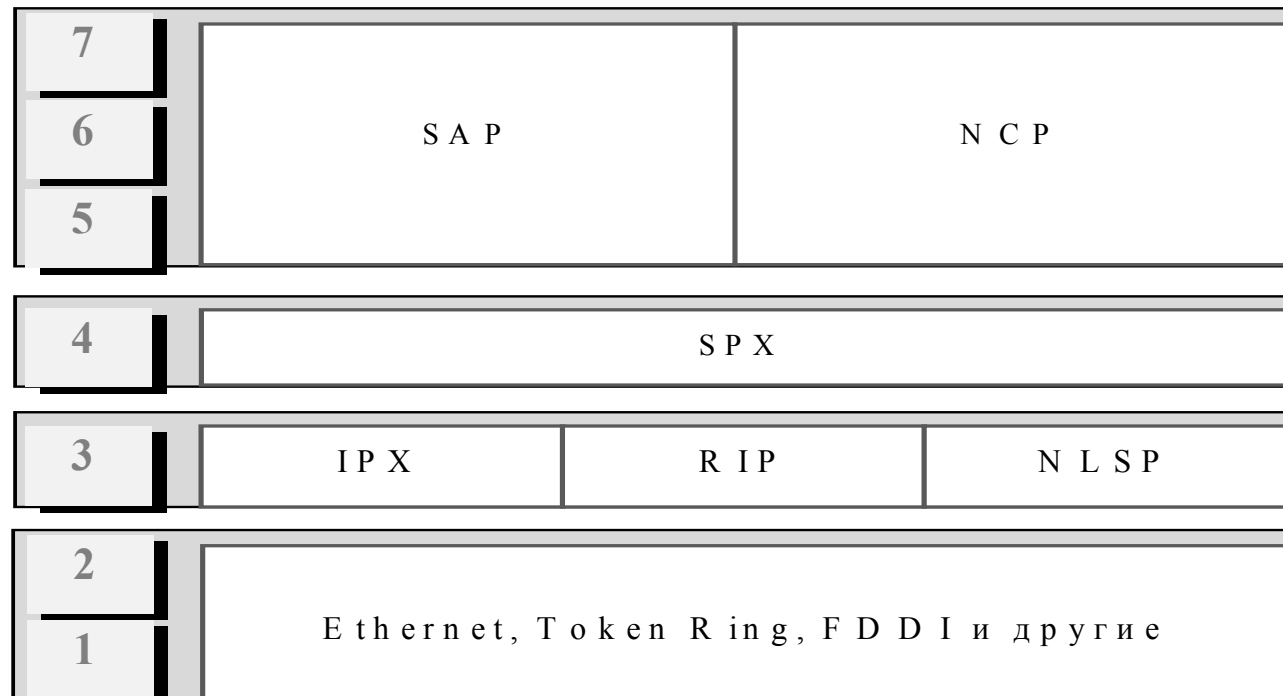 7
6
SAP
NCP
5
4
SPX
3
IPX
RIP
NLSP
2
Ethernet, Token Ring, FDDI и другие
1